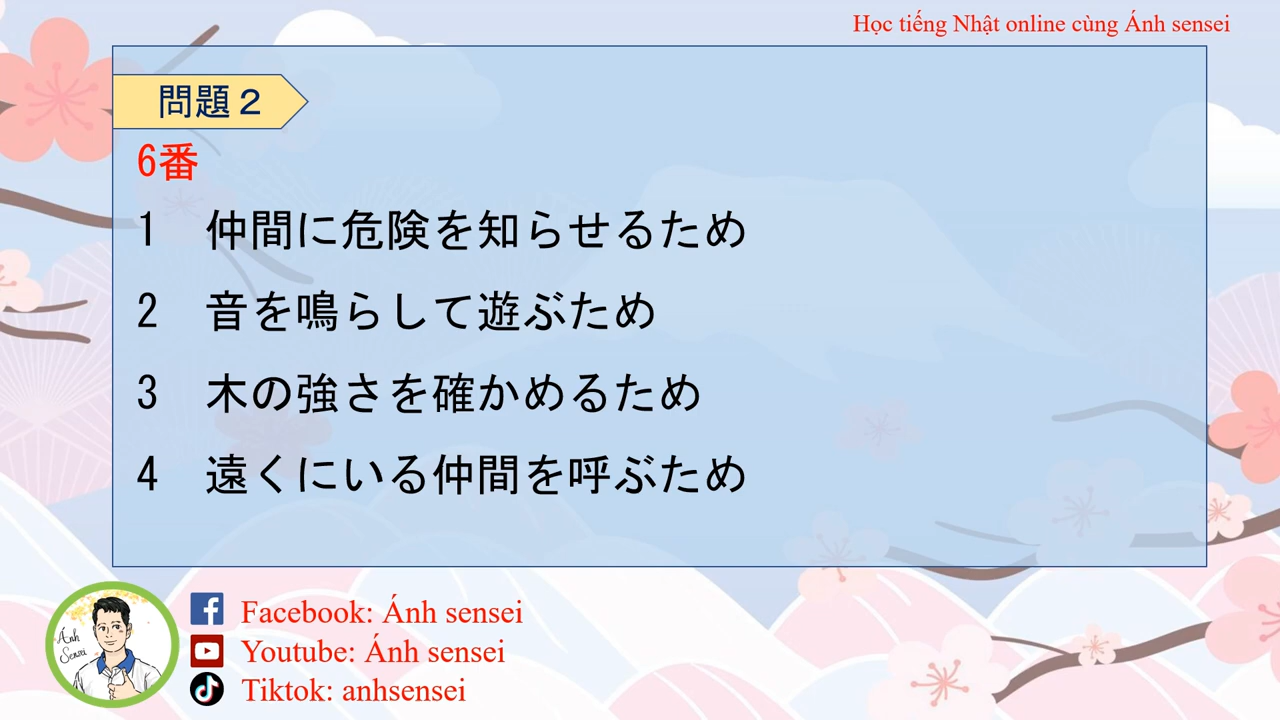 Học tiếng Nhật online cùng Ánh sensei
問題２
6番
1　仲間に危険を知らせるため
2　音を鳴らして遊ぶため
3　木の強さを確かめるため
4　遠くにいる仲間を呼ぶため
Ánh
Sensei
Facebook: Ánh sensei
Youtube: Ánh sensei
Tiktok: anhsensei